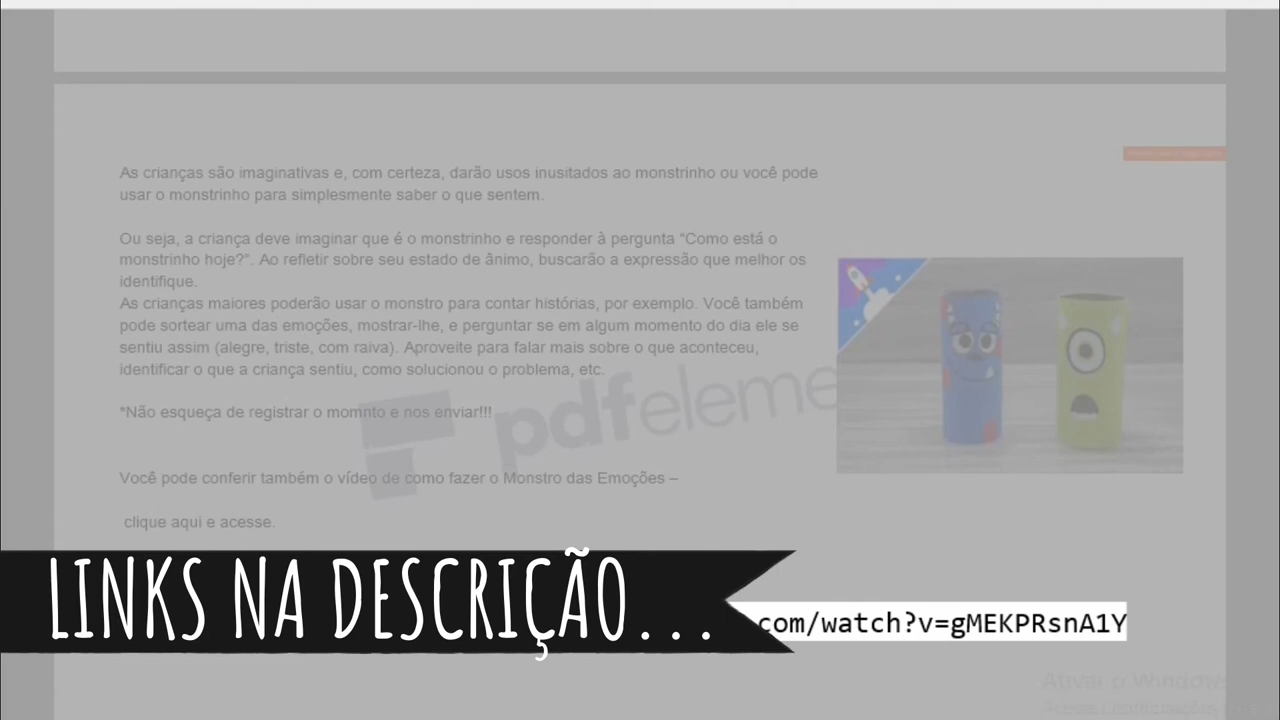 As crianças são imaginativas e, com certeza, darão usos inusitados ao monstrinho ou você pode
usar o monstrinho para simplesmente saber o que sentem.
Ou seja, a criança deve imaginar que é o monstrinho e responder à pergunta “Como está o
monstrinho hoje?”. Ao refletir sobre seu estado de ânimo, buscarão a expressão que melhor os
identifique.
As crianças maiores poderão usar o monstro para contar histórias, por exemplo. Você também
pode sortear uma das emoções, mostrar-lhe, e perguntar se em algum momento do dia ele se
sentiu assim (alegre, triste, com raiva). Aproveite para falar mais sobre o que aconteceu,
identificar o que a criança sentiu, como solucionou o problema, etc.
*Não esqueça de registrar o momnto e nos enviar!!!
pdfeleme
Você pode conferir também o vídeo de como fazer o Monstro das Emoções –
clique aqui e acesse.
LINKS NA DESCRIÇÃO...
com/watch?v=gMEKPRsnA1Y
Ativar o Windows